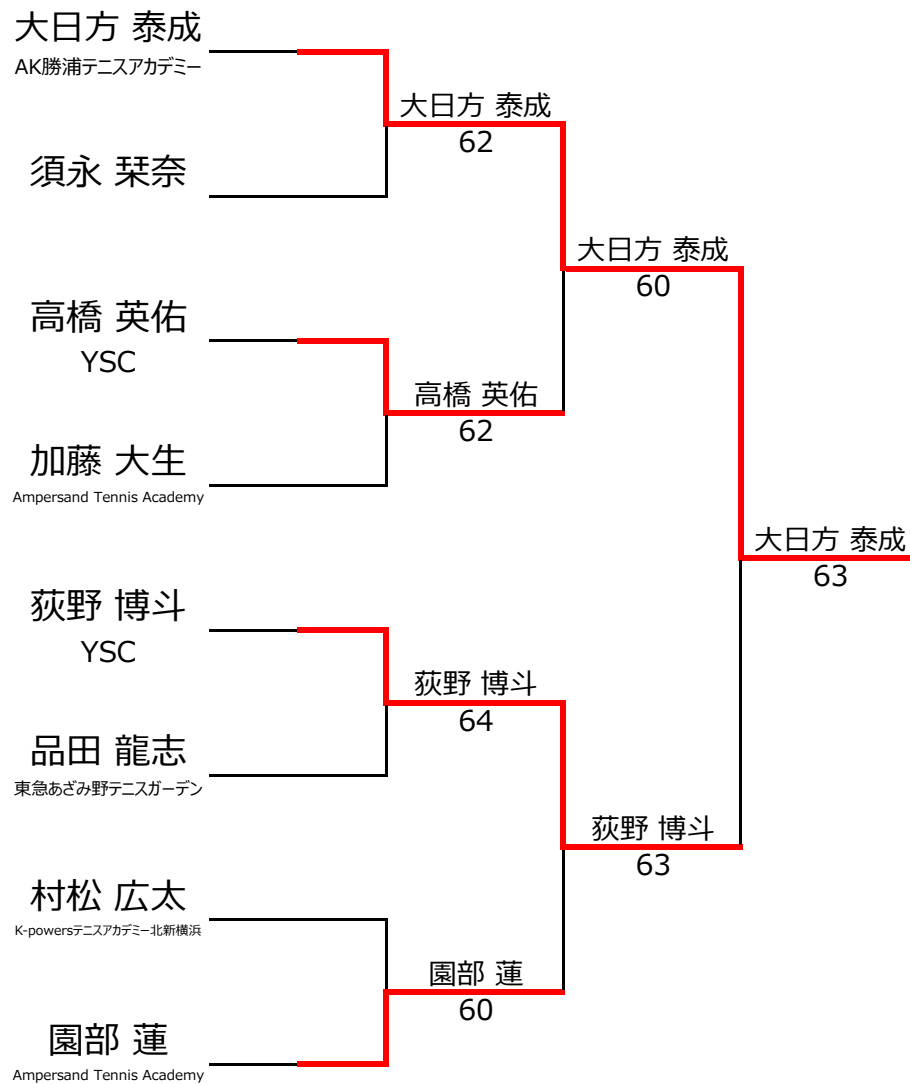 大日方 泰成
AK勝浦テニスアカデミー
大日方 泰成
62
須永 栞奈
大日方 泰成
60
高橋 英佑
YSC
高橋 英佑
62
加藤 大生
Ampersand Tennis Academy
大日方 泰成
63
荻野 博斗
YSC
荻野 博斗
64
品田 龍志
東急あざみ野テニスガーデン
荻野 博斗
63
村松 広太
K-powersテニスアカデミー北新横浜
園部 蓮
60
園部 蓮
Ampersand Tennis Academy